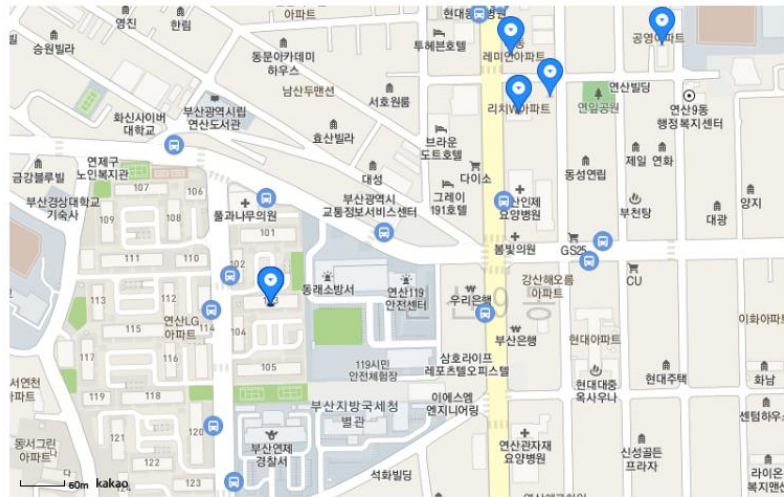 영진
한림
아파트
현대
병원
승원빌라
동문아카데미
하우스
투헤븐호텔
레미안아파트
공영아파트
남산두맨션
서호원룸
연산빌딩
화신사이버
대학교
부산광역시립
연산도서관
리치W아파트
연암공원
연산9동
행정복지센터
효산빌라
브라운
도트호텔
연제구
노인복지관
다이소
제일
연화
금강블루빌
107
106
대성
동성연립
부산경상대학교
기숙사
109
108
풀과나무의원
부산광역시
교통정보서비스센터
그레이
191호텔
산인제
요양병원
부천탕
대광
양지
101
봄빛의원
GS25
111
110
102
동래소방서
연산119
안전센터
강산해오름
아파트
CU
113
112
우리은행
연산LG
아파트
114
115
104
부산은행
현대아파트
이화아파트
117
116
105
119시민
안전체험장
삼호라이프
레포츠텔오피스텔
서연천
아파트
119
118
부산지방국세청
별관
이에스엠
엔지니어링
현대대중
옥사우나
현대주택
화남
120
센텀하우스
121
122
부산연제
경찰서
연산관자재
요양병원
신성골든
프라자
동서그린
아파트
124
123
석화빌딩
라이온
복지맨션
60m kakao